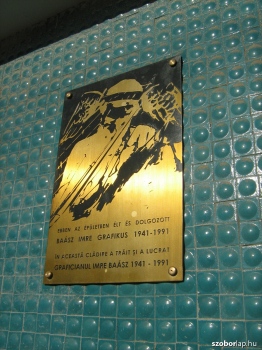 EBBEN AZ ÉPÜLETBEN ÉLT ÉS DOLGOZOTT
BAÁSZ IMRE GRAFIKUS 1941-1991
ÎN ACEASTĂ CLĂDIRE A TRĂIT ŞI A LUCRAT
GRAFICIANUL IMRE BAÁSZ 1941 - 1991
szoborlap.hu